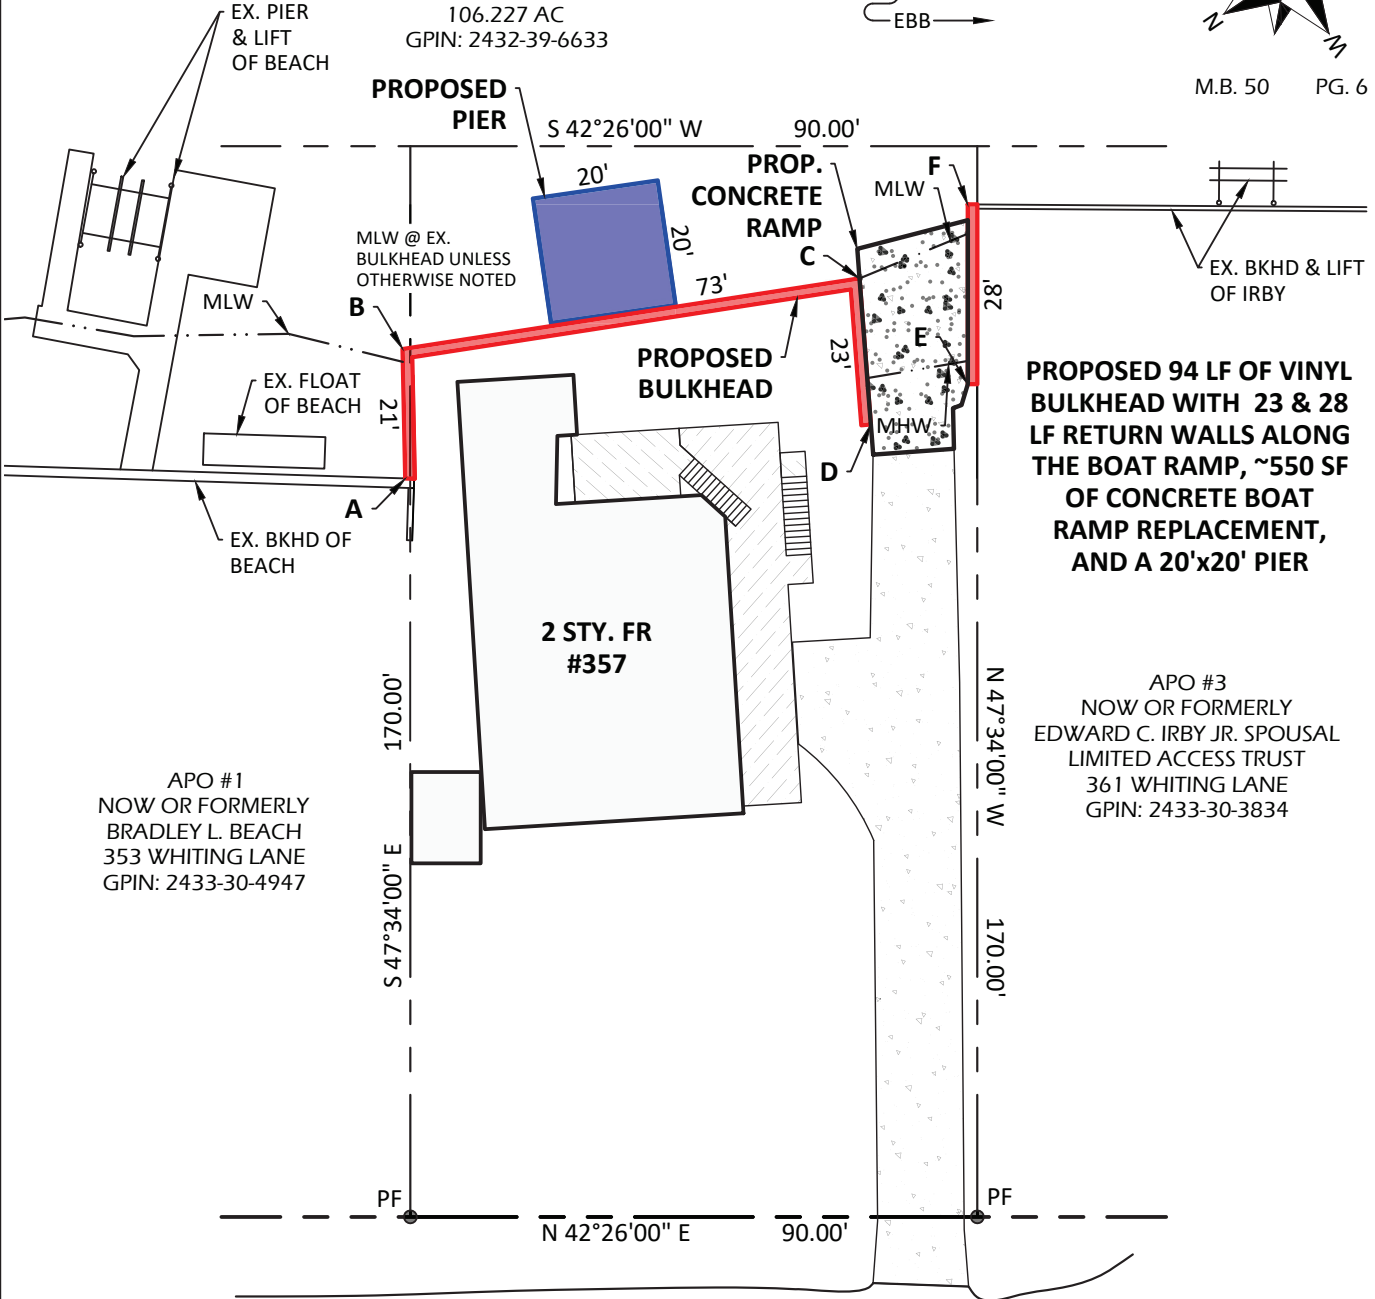 EX. PIER
& LIFT
OF BEACH
106.227 AC
GPIN: 2432-39-6633
EBB
N
W
M.B. 50 PG. 6
PROPOSED
PIER
S 42°26'00" W 90.00'
20'
20'
PROP.
CONCRETE
RAMP
F
MLW
C
MLW @ EX.
BULKHEAD UNLESS
OTHERWISE NOTED
73'
EX. BKHD & LIFT
OF IRBY
28'
MLW
B
E
23'
PROPOSED
BULKHEAD
EX. FLOAT
OF BEACH
21'
MHW
D
A
EX. BKHD OF
BEACH
PROPOSED 94 LF OF VINYL
BULKHEAD WITH 23 & 28
LF RETURN WALLS ALONG
THE BOAT RAMP, ~550 SF
OF CONCRETE BOAT
RAMP REPLACEMENT,
AND A 20'x20' PIER
2 STY. FR
#357
S 47°34'00" E 170.00'
N 47°34'00" W 170.00'
APO #3
NOW OR FORMERLY
EDWARD C. IRBY JR. SPOUSAL
LIMITED ACCESS TRUST
361 WHITING LANE
GPIN: 2433-30-3834
APO #1
NOW OR FORMERLY
BRADLEY L. BEACH
353 WHITING LANE
GPIN: 2433-30-4947
PF
PF
N 42°26'00" E 90.00'